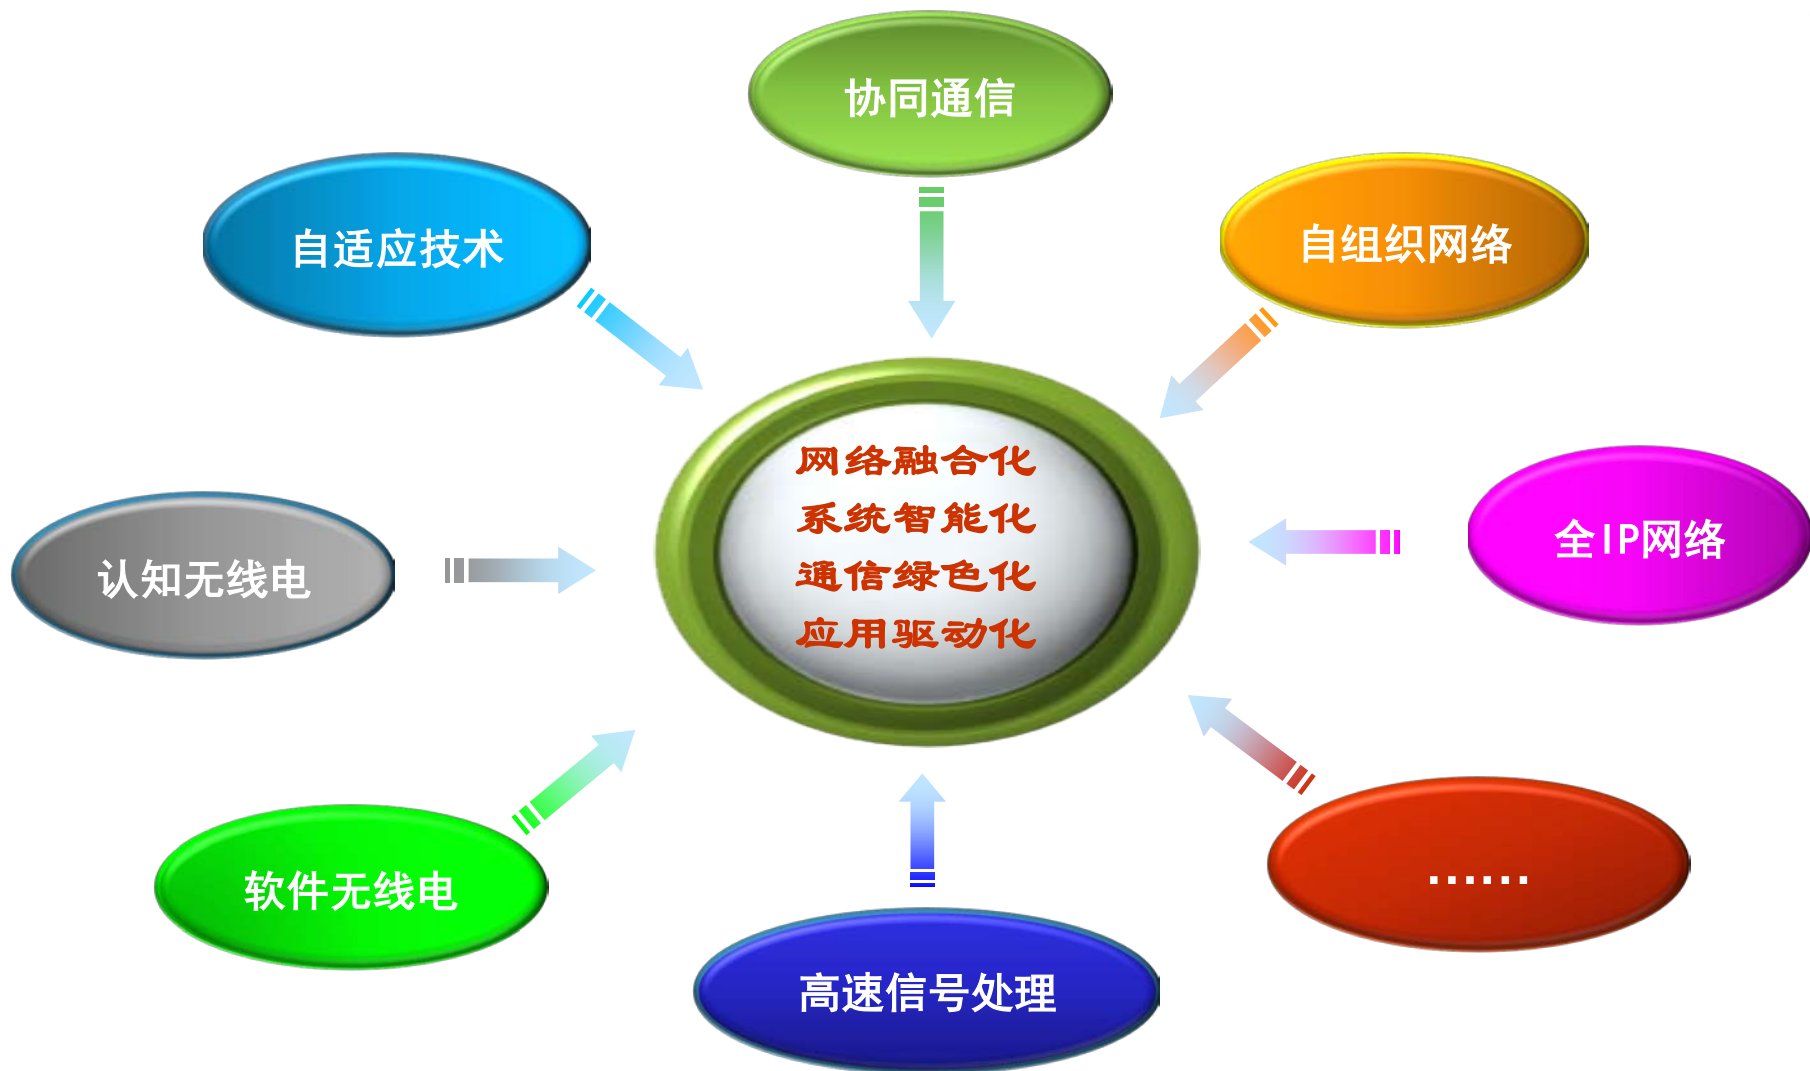 协同通信
自适应技术
自组织网络
网络融合化
系统智能化
通信绿色化
应用驱动化
全IP网络
认知无线电
软件无线电
......
高速信号处理